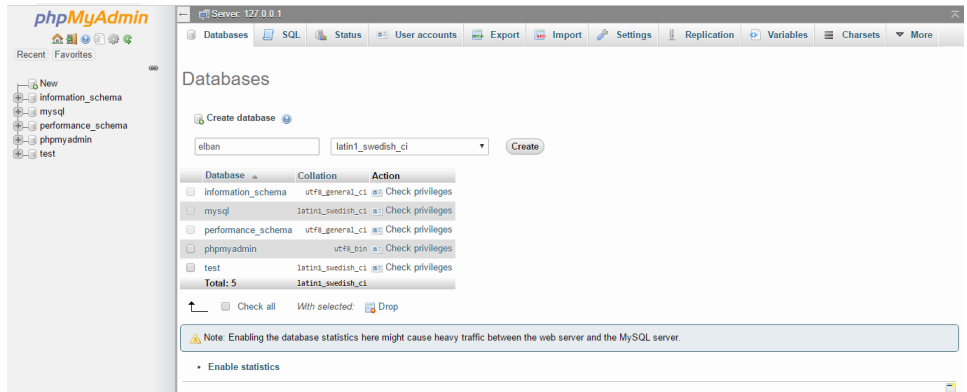 phpMyAdmin
Recent Favorites
New
information_schema
mysql
performance_schema
phpmyadmin
test
Server: 127.0.0.1
Databases SQL Status User accounts Export Import Settings Replication Variables Charsets More
Databases
Create database
elban latin1_swedish_ci Create
Database Collation Action
information_schema utf8_general_ci Check privileges
mysql latin1_swedish_ci Check privileges
performance_schema utf8_general_ci Check privileges
phpmyadmin utf8_bin Check privileges
test latin1_swedish_ci Check privileges
Total: 5 latin1_swedish_ci
Check all With selected: Drop
Note: Enabling the database statistics here might cause heavy traffic between the web server and the MySQL server.
Enable statistics